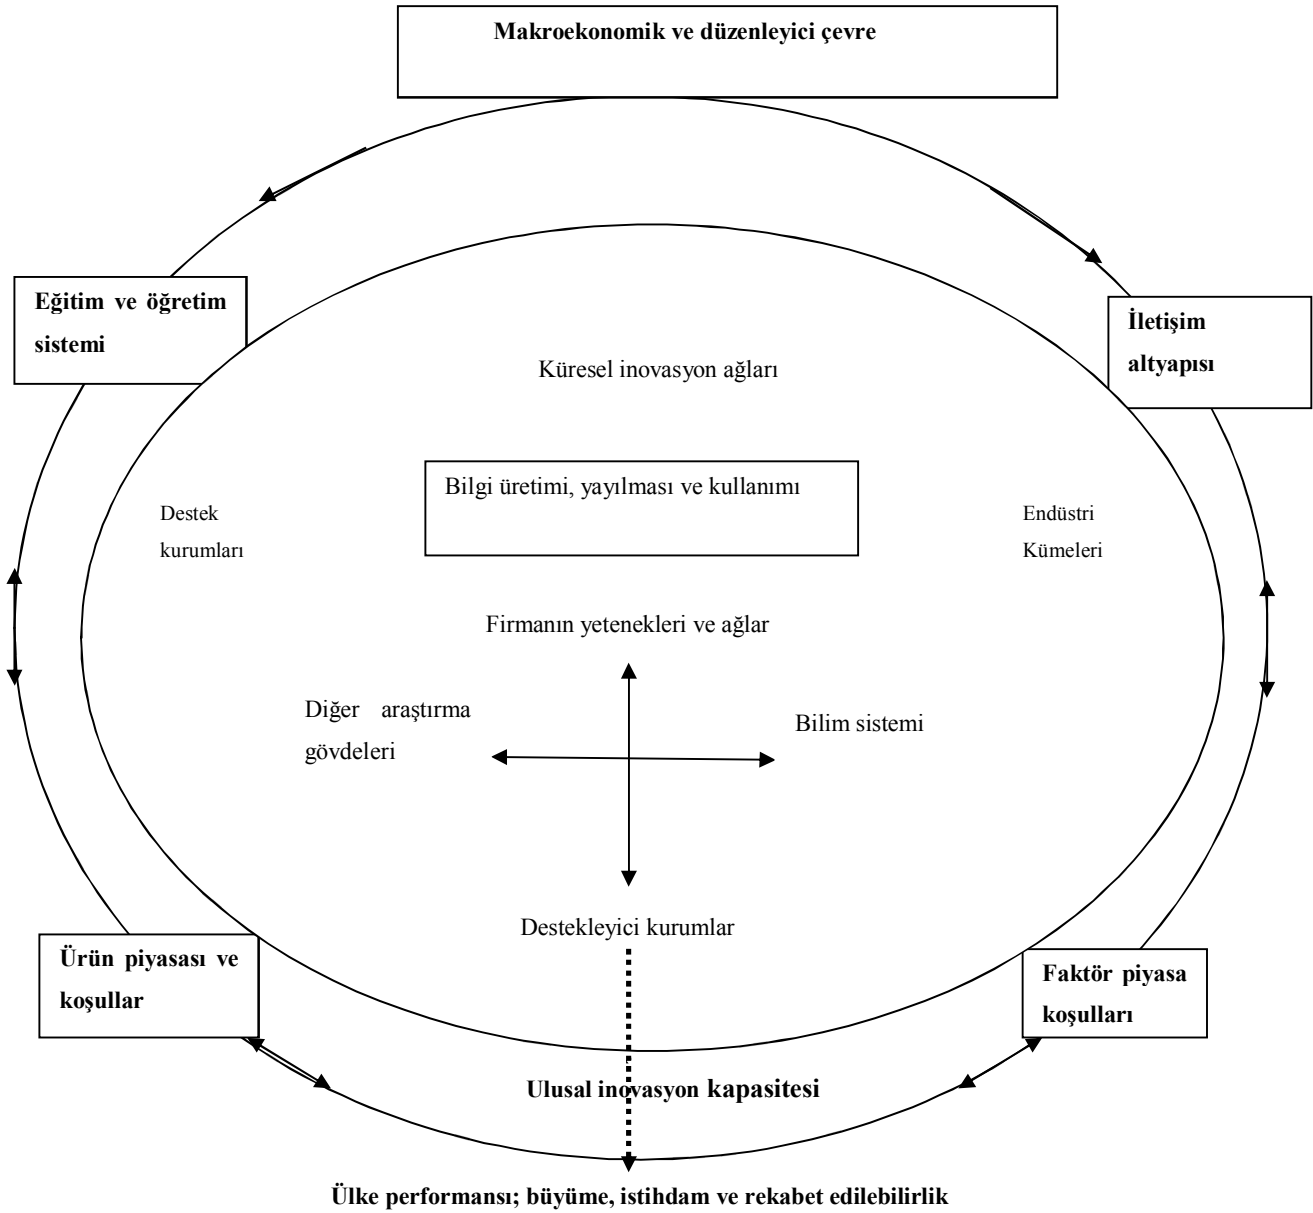 Makroekonomik ve düzenleyici çevre
Eğitim ve öğretim
sistemi
İletişim
altyapısı
Küresel inovasyon ağları
Bilgi üretimi, yayılması ve kullanımı
Destek
kurumları
Endüstri
Kümeleri
Firmanın yetenekleri ve ağlar
Diğer araştırma
gövdeleri
Bilim sistemi
Destekleyici kurumlar
Ürün piyasası ve
koşullar
Faktör piyasa
koşulları
Ulusal inovasyon kapasitesi
Ülke performansı; büyüme, istihdam ve rekabet edilebilirlik